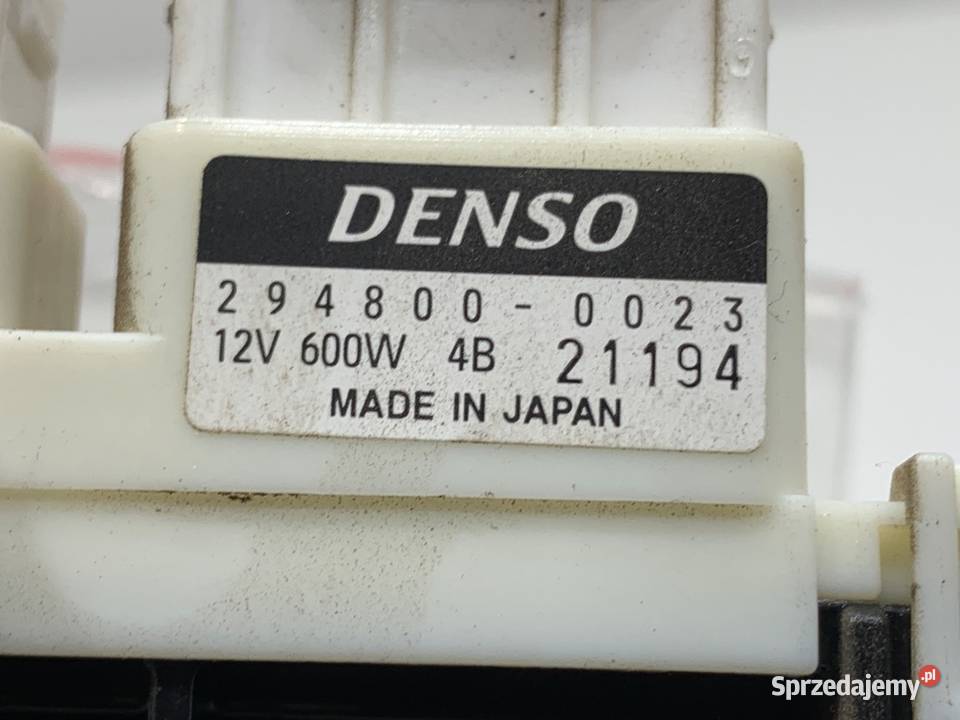 DENSO
294800-0023
12V 600W 4B 21194
MADE IN JAPAN
Sprzedajemy.pl